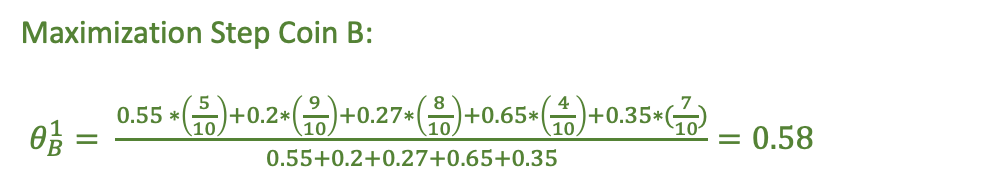 Maximization Step Coin B:
θ_B^1 = (0.55 *(5/10)+0.2*(9/10)+0.27*(8/10)+0.65*(4/10)+0.35*(7/10))/(0.55+0.2+0.27+0.65+0.35) = 0.58